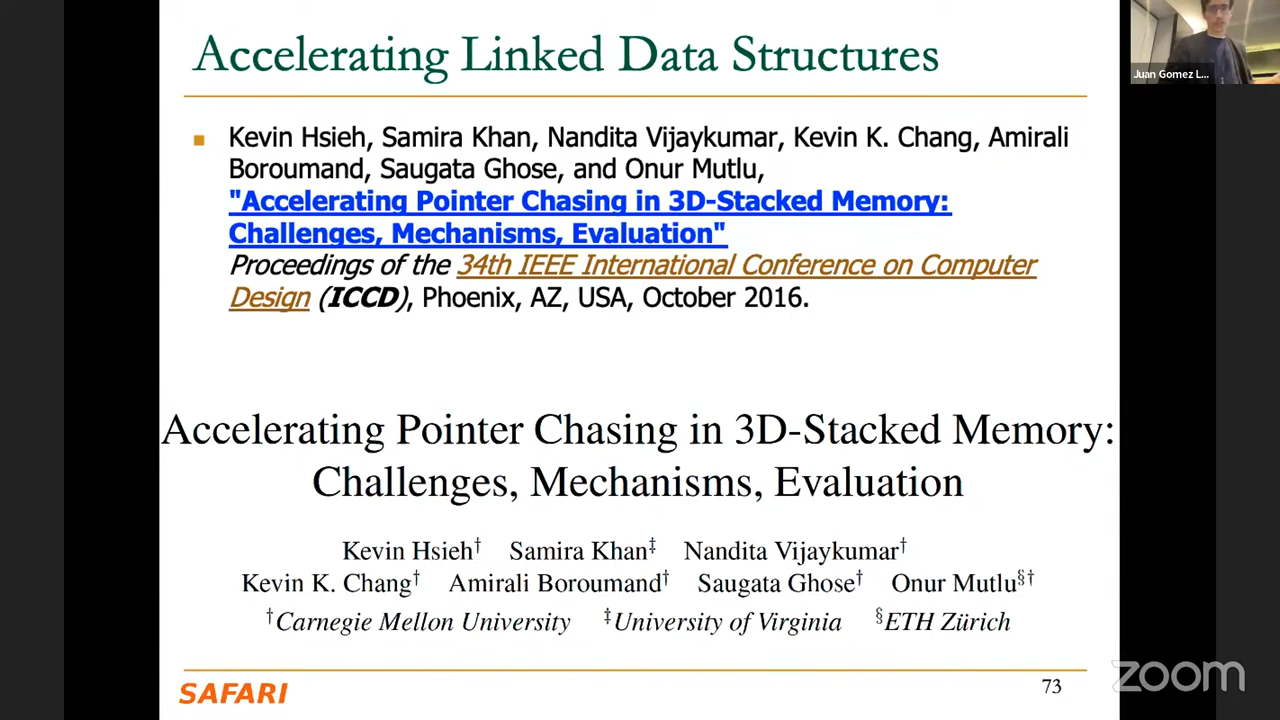 Accelerating Linked Data Structures
Juan Gomez L...
Kevin Hsieh, Samira Khan, Nandita Vijaykumar, Kevin K. Chang, Amirali
Boroumand, Saugata Ghose, and Onur Mutlu,
"Accelerating Pointer Chasing in 3D-Stacked Memory:
Challenges, Mechanisms, Evaluation"
Proceedings of the 34th IEEE International Conference on Computer
Design (ICCD), Phoenix, AZ, USA, October 2016.
Accelerating Pointer Chasing in 3D-Stacked Memory:
Challenges, Mechanisms, Evaluation
Kevin Hsieh† Samira Khan‡ Nandita Vijaykumar†
Kevin K. Chang† Amirali Boroumand† Saugata Ghose† Onur Mutlu§†
†Carnegie Mellon University ‡University of Virginia §ETH Zürich
SAFARI
73
zoom